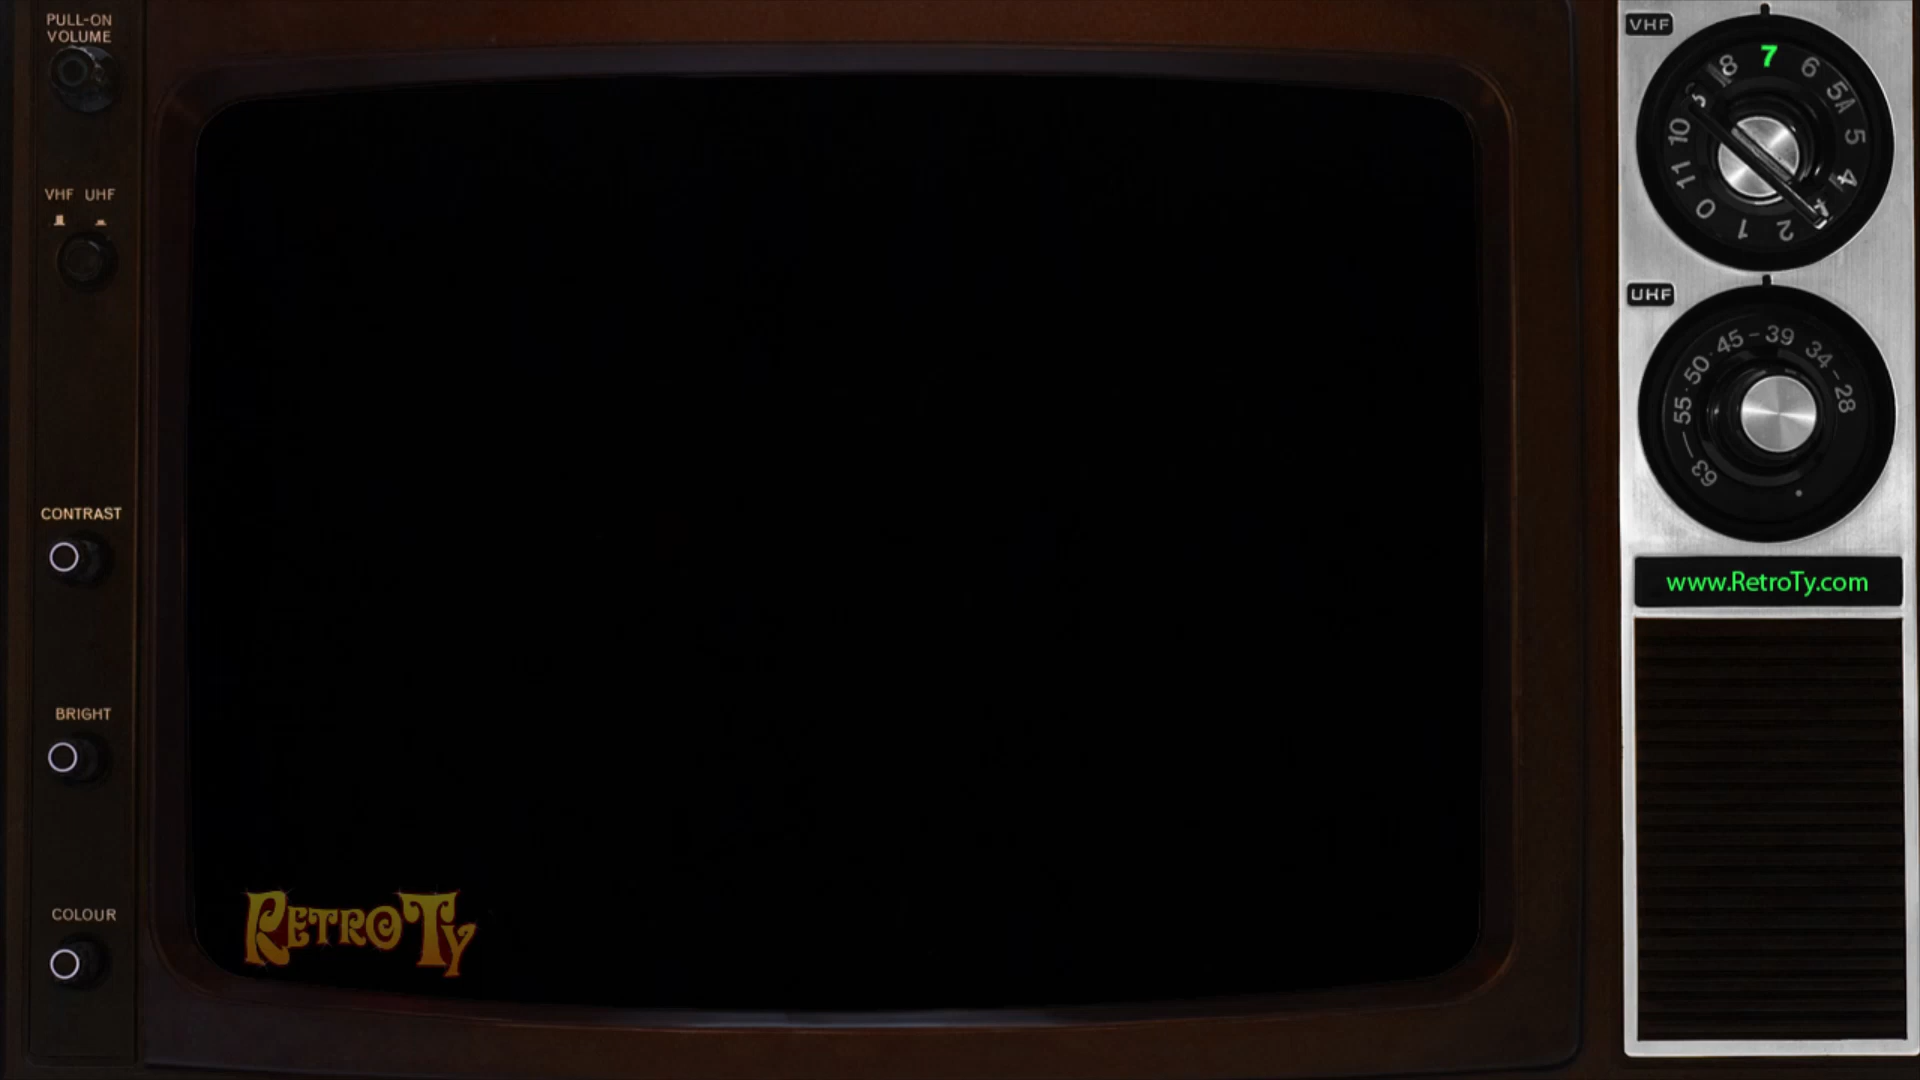 PULL-ON
VOLUME
VHF UHF
CONTRAST
BRIGHT
COLOUR
RETROTY
VHF
7
6
5A
5
4
2
1
0
11
10
8
UHF
63
55
50
45
39
34
28
www.RetroTy.com